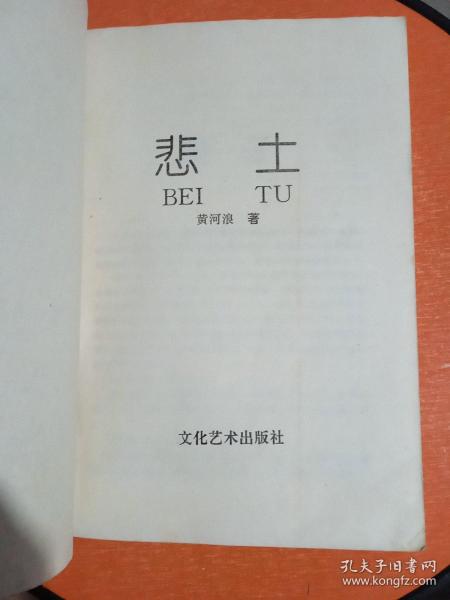 悲 土
BEI TU
黄河浪 著
文化艺术出版社
孔夫子旧书网
www.kongfz.com